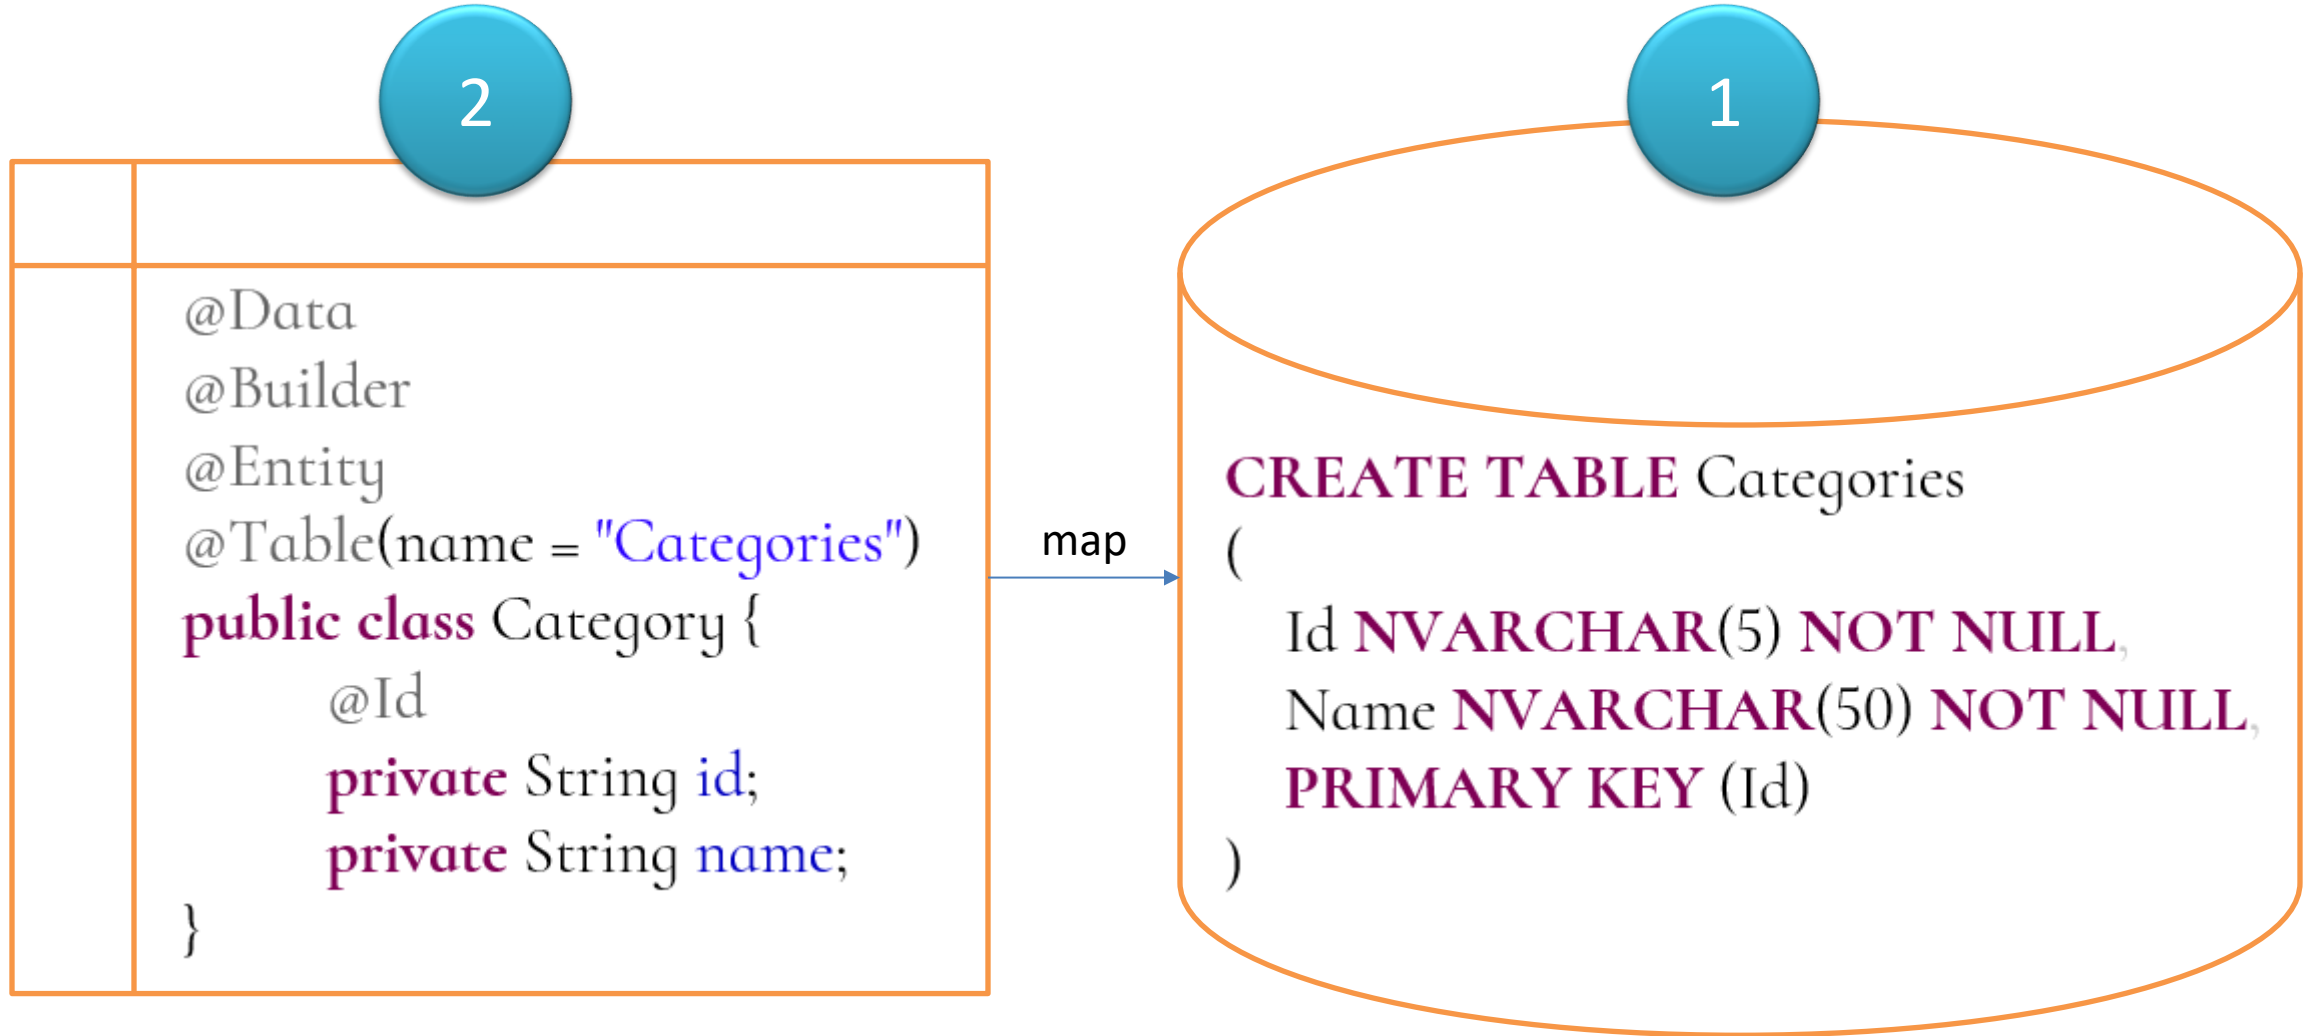 2
@Data
@Builder
@Entity
@Table(name = "Categories")
public class Category {
@Id
private String id;
private String name;
}
map
1
CREATE TABLE Categories
(
Id NVARCHAR(5) NOT NULL,
Name NVARCHAR(50) NOT NULL,
PRIMARY KEY (Id)
)